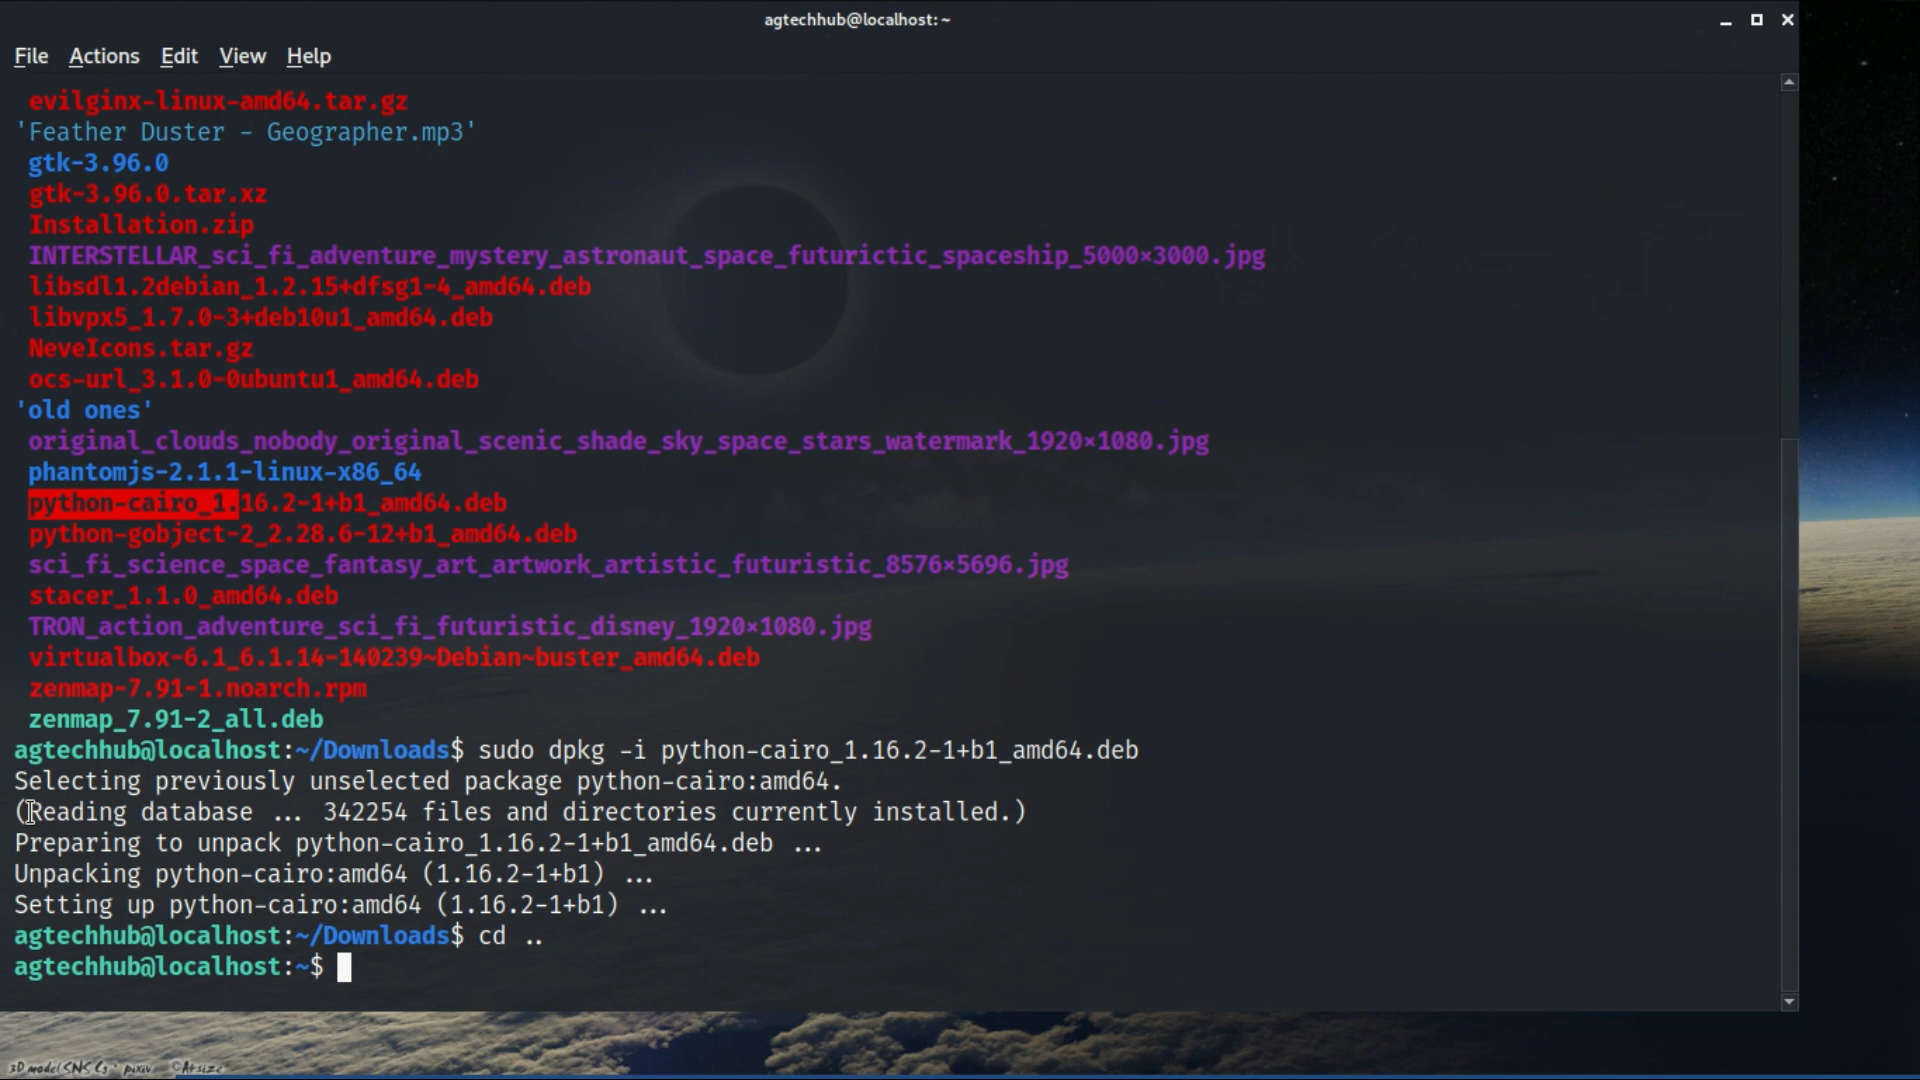 agtechhub@localhost:~
File Actions Edit View Help
evilginx-linux-amd64.tar.gz
'Feather Duster - Geographer.mp3'
gtk-3.96.0
gtk-3.96.0.tar.xz
Installation.zip
INTERSTELLAR_sci_fi_adventure_mystery_astronaut_space_futurictic_spaceship_5000×3000.jpg
libsdl1.2debian_1.2.15+dfsg1-4_amd64.deb
libvpx5_1.7.0-3+deb10u1_amd64.deb
NeveIcons.tar.gz
ocs-url_3.1.0-0ubuntu1_amd64.deb
'old ones'
original_clouds_nobody_original_scenic_shade_sky_space_stars_watermark_1920×1080.jpg
phantomjs-2.1.1-linux-x86_64
python-cairo_1.16.2-1+b1_amd64.deb
python-gobject-2_2.28.6-12+b1_amd64.deb
sci_fi_science_space_fantasy_art_artwork_artistic_futuristic_8576×5696.jpg
stacer_1.1.0_amd64.deb
TRON_action_adventure_sci_fi_futuristic_disney_1920×1080.jpg
virtualbox-6.1_6.1.14-140239~Debian~buster_amd64.deb
zenmap-7.91-1.noarch.rpm
zenmap_7.91-2_all.deb
agtechhub@localhost:~/Downloads$ sudo dpkg -i python-cairo_1.16.2-1+b1_amd64.deb
Selecting previously unselected package python-cairo:amd64.
(Reading database ... 342254 files and directories currently installed.)
Preparing to unpack python-cairo_1.16.2-1+b1_amd64.deb ...
Unpacking python-cairo:amd64 (1.16.2-1+b1) ...
Setting up python-cairo:amd64 (1.16.2-1+b1) ...
agtechhub@localhost:~/Downloads$ cd ..
agtechhub@localhost:~$
3D model SNS